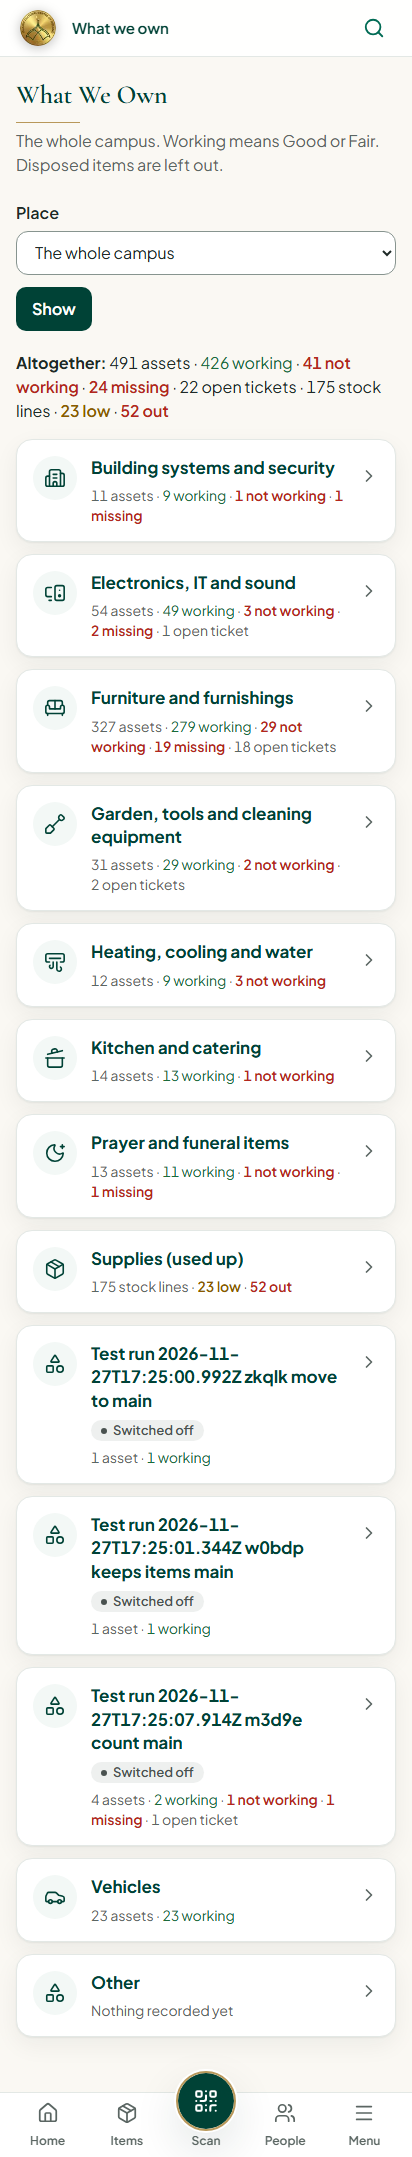 What we own
What We Own
The whole campus. Working means Good or Fair.
Disposed items are left out.
Place
The whole campus
Show
Altogether: 491 assets · 426 working · 41 not
working · 24 missing · 22 open tickets · 175 stock
lines · 23 low · 52 out
Building systems and security
11 assets · 9 working · 1 not working · 1
missing
Electronics, IT and sound
54 assets · 49 working · 3 not working ·
2 missing · 1 open ticket
Furniture and furnishings
327 assets · 279 working · 29 not
working · 19 missing · 18 open tickets
Garden, tools and cleaning
equipment
31 assets · 29 working · 2 not working ·
2 open tickets
Heating, cooling and water
12 assets · 9 working · 3 not working
Kitchen and catering
14 assets · 13 working · 1 not working
Prayer and funeral items
13 assets · 11 working · 1 not working ·
1 missing
Supplies (used up)
175 stock lines · 23 low · 52 out
Test run 2026-11-
27T17:25:00.992Z zkqlk move
to main
Switched off
1 asset · 1 working
Test run 2026-11-
27T17:25:01.344Z w0bdp
keeps items main
Switched off
1 asset · 1 working
Test run 2026-11-
27T17:25:07.914Z m3d9e
count main
Switched off
4 assets · 2 working · 1 not working · 1
missing · 1 open ticket
Vehicles
23 assets · 23 working
Other
Nothing recorded yet
Home
Items
Scan
People
Menu